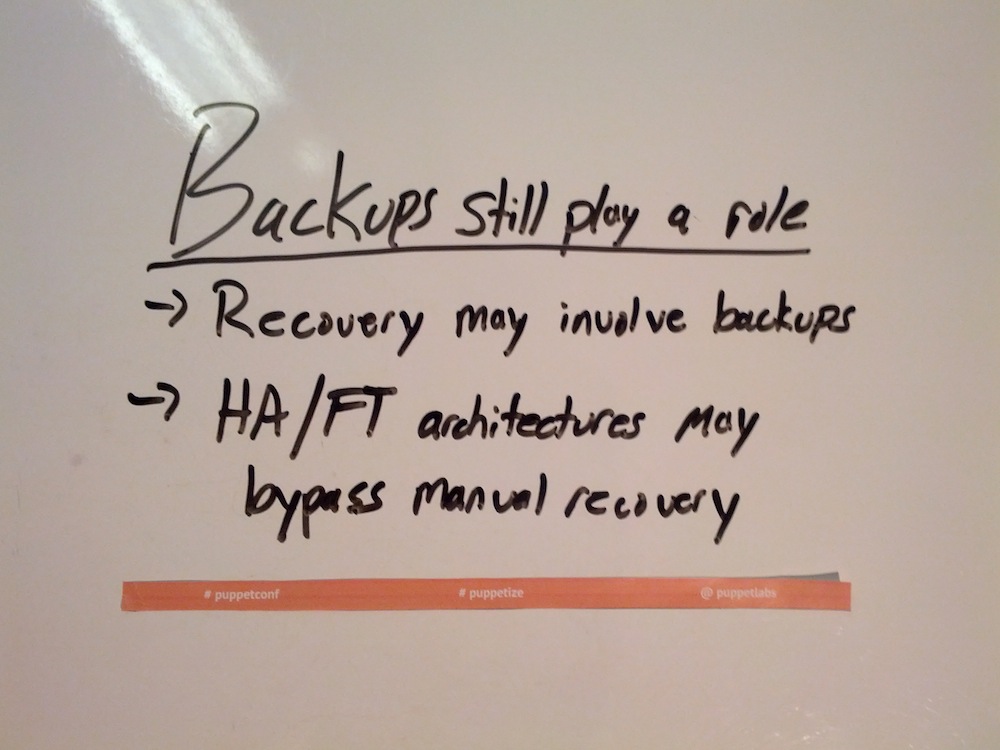 Backups still play a role
-> Recovery may involve backups
-> HA/FT architectures may
bypass manual recovery
# puppetconf # puppetize @ puppetlabs